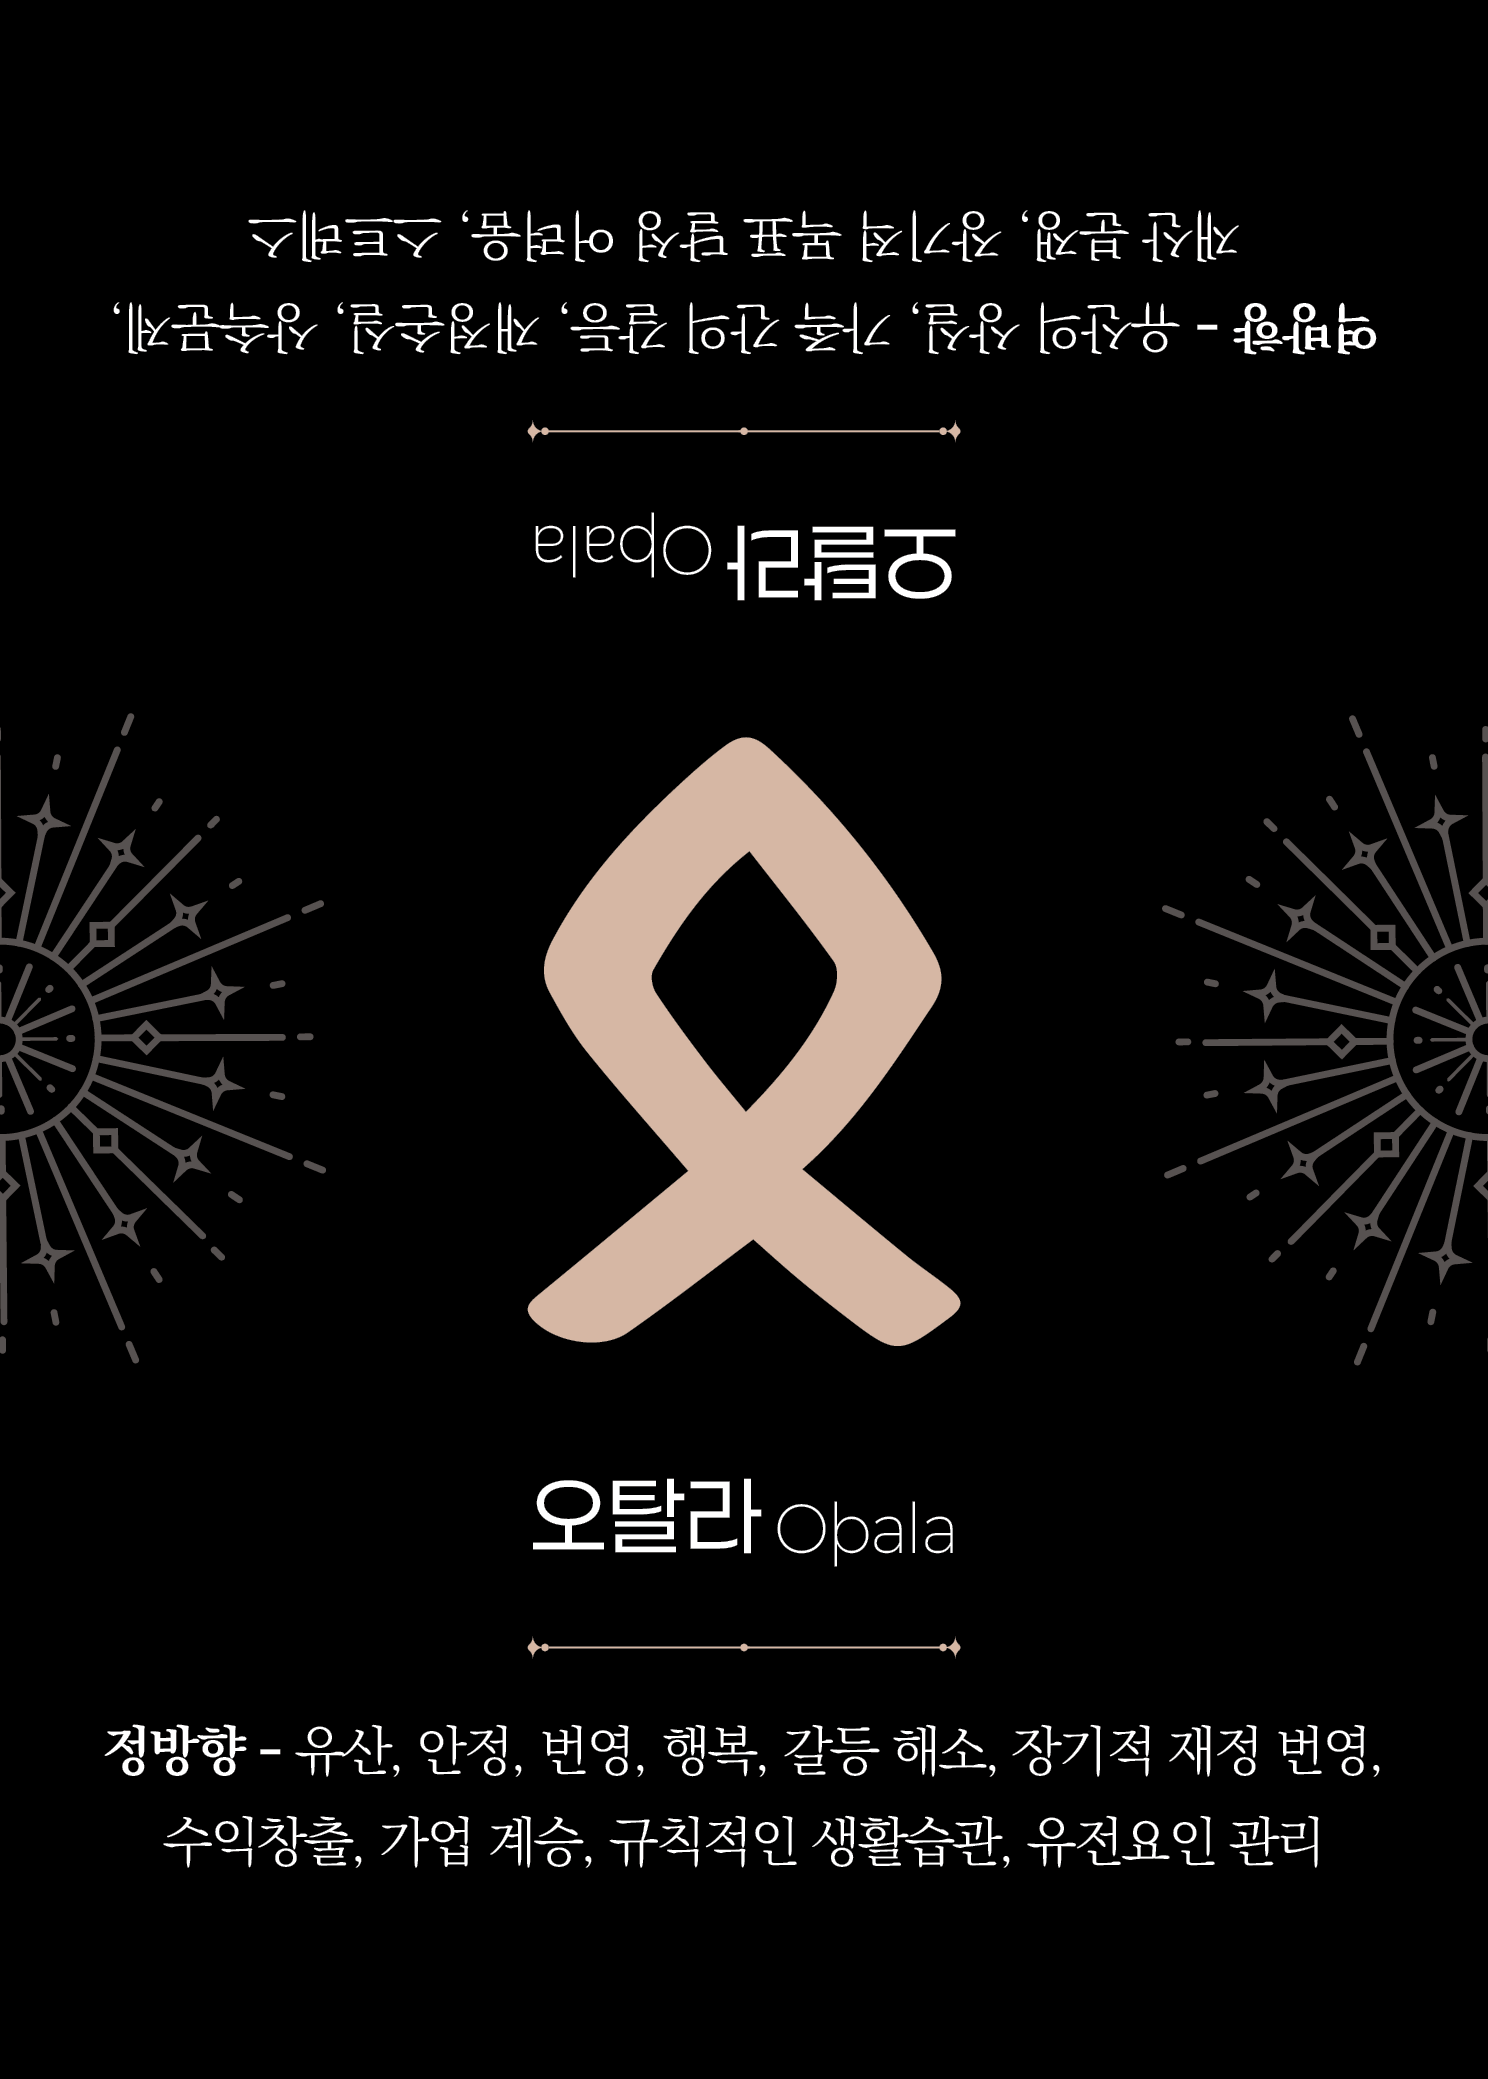 역방향 - 유산의 상실, 가족 간의 갈등, 재정손실, 상속문제,
재산 분쟁, 장기적 목표 달성 어려움, 스트레스
오탈라 Oþala
오탈라 Oþala
정방향 - 유산, 안정, 번영, 행복, 갈등 해소, 장기적 재정 번영,
수익창출, 가업 계승, 규칙적인 생활습관, 유전요인 관리